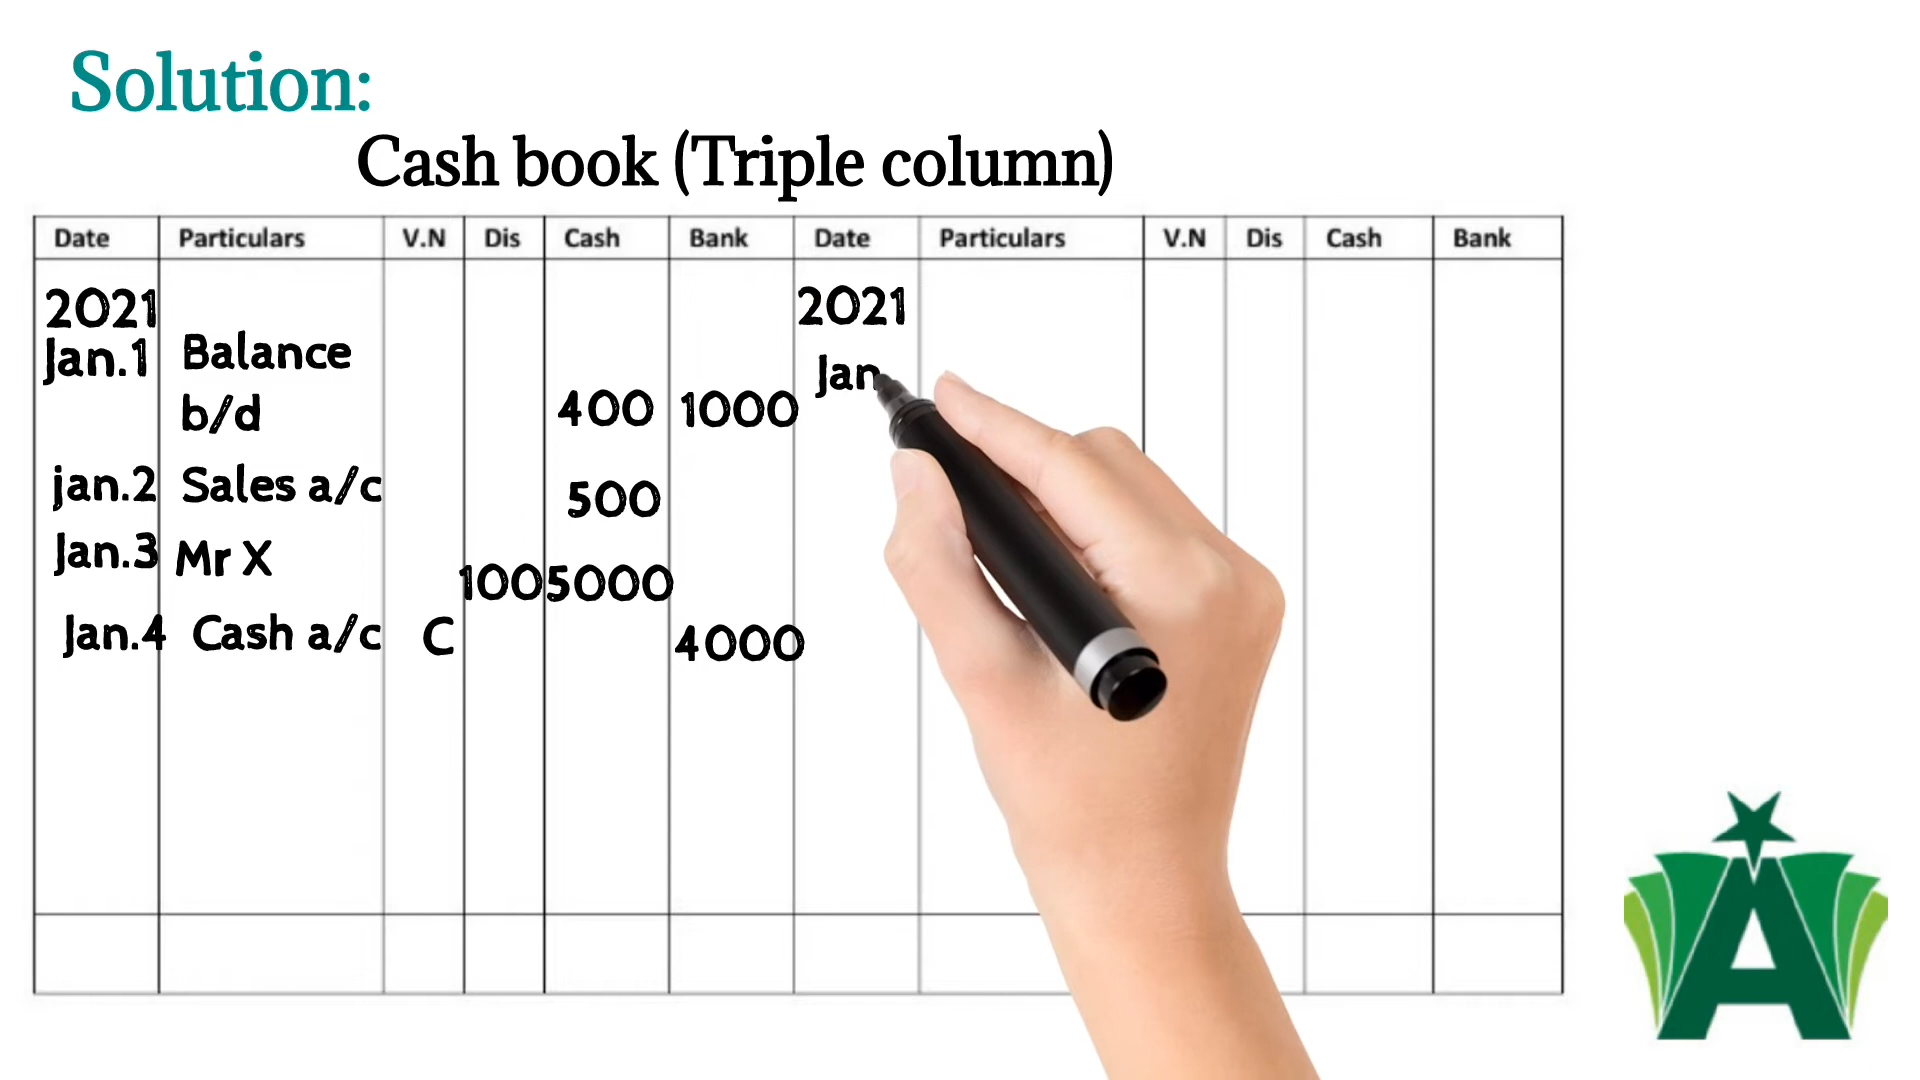 Solution:
Cash book (Triple column)
Date Particulars V.N Dis Cash Bank Date Particulars V.N Dis Cash Bank
2021 2021
Jan.1 Balance Jan
b/d 400 1000
jan.2 Sales a/c 500
Jan.3 Mr X 100 5000
Jan.4 Cash a/c C 4000
A